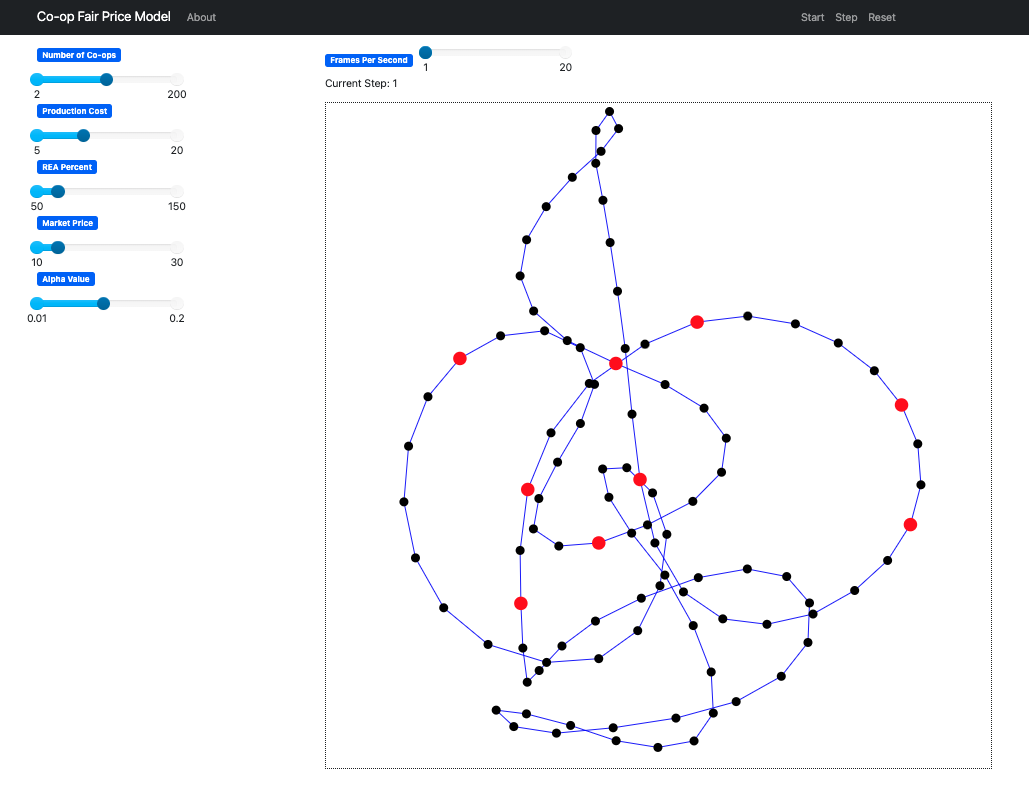 Co-op Fair Price Model About Start Step Reset
Number of Co-ops
2 200
Production Cost
5 20
REA Percent
50 150
Market Price
10 30
Alpha Value
0.01 0.2
Frames Per Second
1 20
Current Step: 1